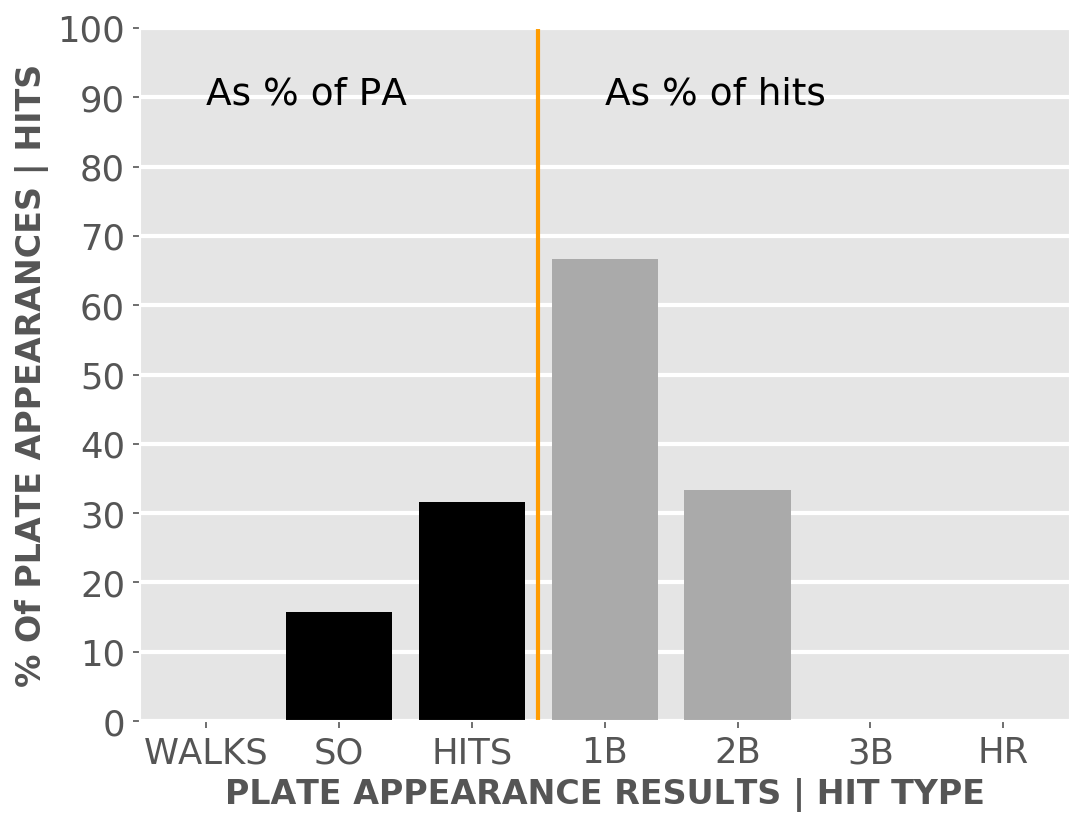 % Of PLATE APPEARANCES | HITS
100
90
80
70
60
50
40
30
20
10
0
As % of PA
As % of hits
WALKS SO HITS 1B 2B 3B HR
PLATE APPEARANCE RESULTS | HIT TYPE